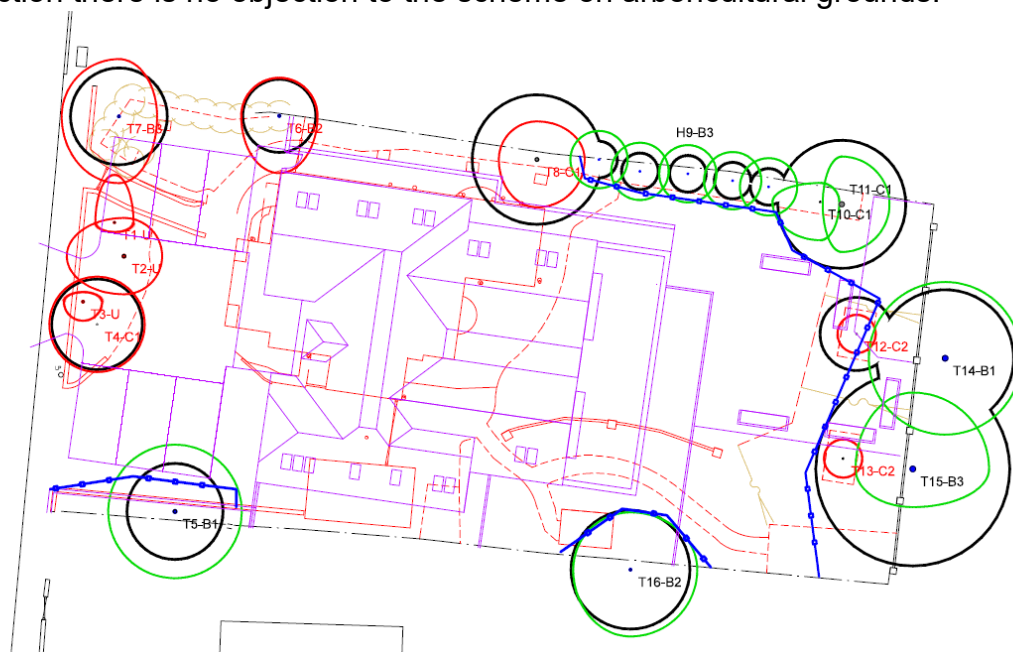 ction there is no objection to the scheme on arboricultural grounds.
H9-B3
T7-B3
T6-B2
T8-C1
T11-C1
T10-C1
T1-U
T2-U
T3-U
T4-C1
T12-C2
T14-B1
T13-C2
T15-B3
T5-B1
T16-B2